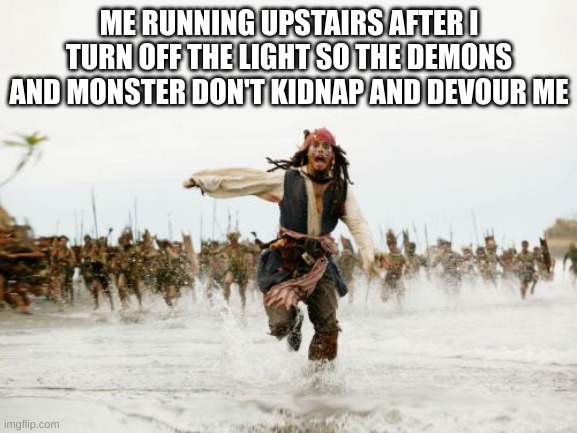 ME RUNNING UPSTAIRS AFTER I
TURN OFF THE LIGHT SO THE DEMONS
AND MONSTER DON'T KIDNAP AND DEVOUR ME
imgflip.com